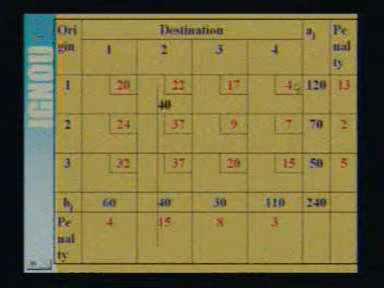 IGNOU
Ori
gin
Destination
a_i
Pe
nal
ty
1 2 3 4
1 20 22 17 4 120 13
40
2 24 37 9 7 70 2
3 32 37 20 15 50 5
b_j 60 40 30 110 240
Pe
nal
ty
4 15 8 3